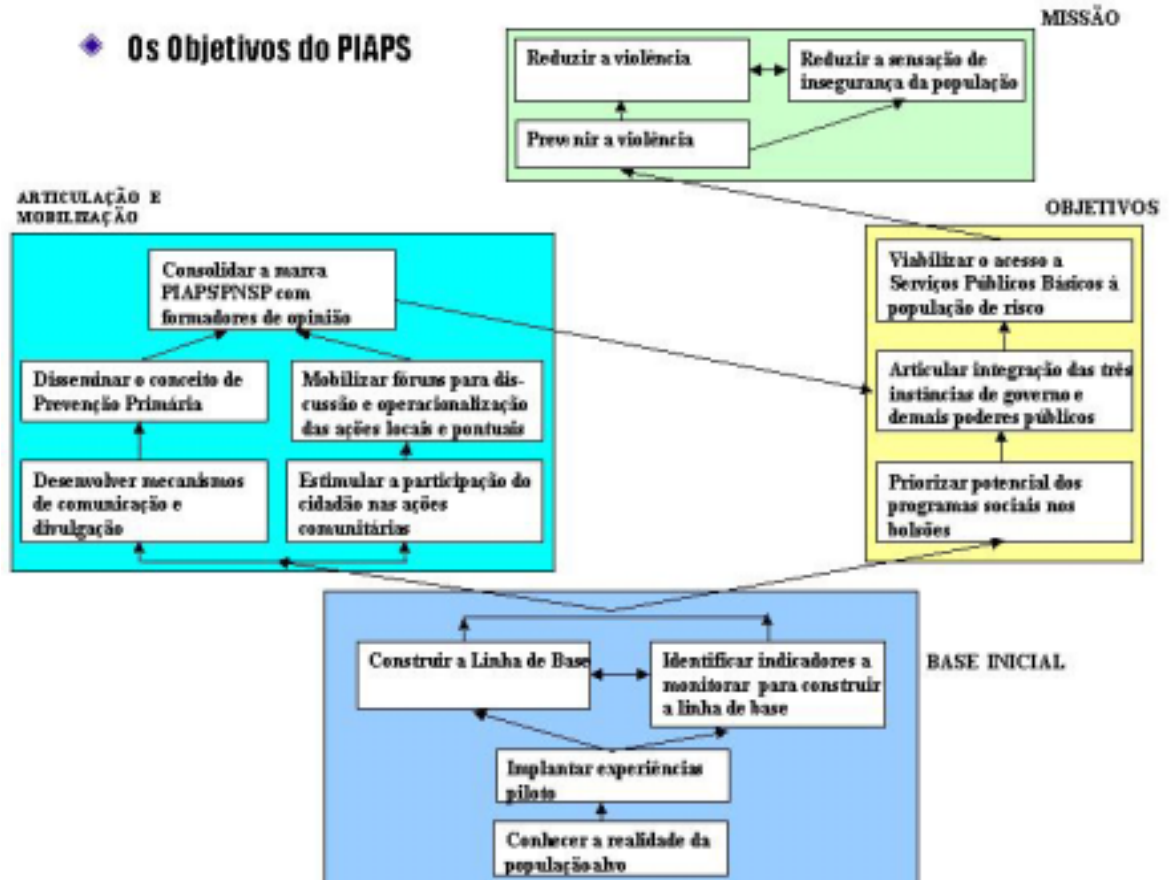 Os Objetivos do PIAPS
MISSÃO
Reduzir a violência
Reduzir a sensação de
insegurança da população
Prevenir a violência
ARTICULAÇÃO E
MOBILIZAÇÃO
Consolidar a marca
PIAPS/PNSP com
formadores de opinião
Disseminar o conceito de
Prevenção Primária
Mobilizar fóruns para dis-
cussão e operacionalização
das ações locais e pontuais
Desenvolver mecanismos
de comunicação e
divulgação
Estimular a participação do
cidadão nas ações
comunitárias
OBJETIVOS
Viabilizar o acesso a
Serviços Públicos Básicos à
população de risco
Articular integração das três
instâncias de governo e
demais poderes públicos
Priorizar potencial dos
programas sociais nos
bolsões
BASE INICIAL
Construir a Linha de Base
Identificar indicadores a
monitorar para construir
a linha de base
Implantar experiências
piloto
Conhecer a realidade da
população alvo